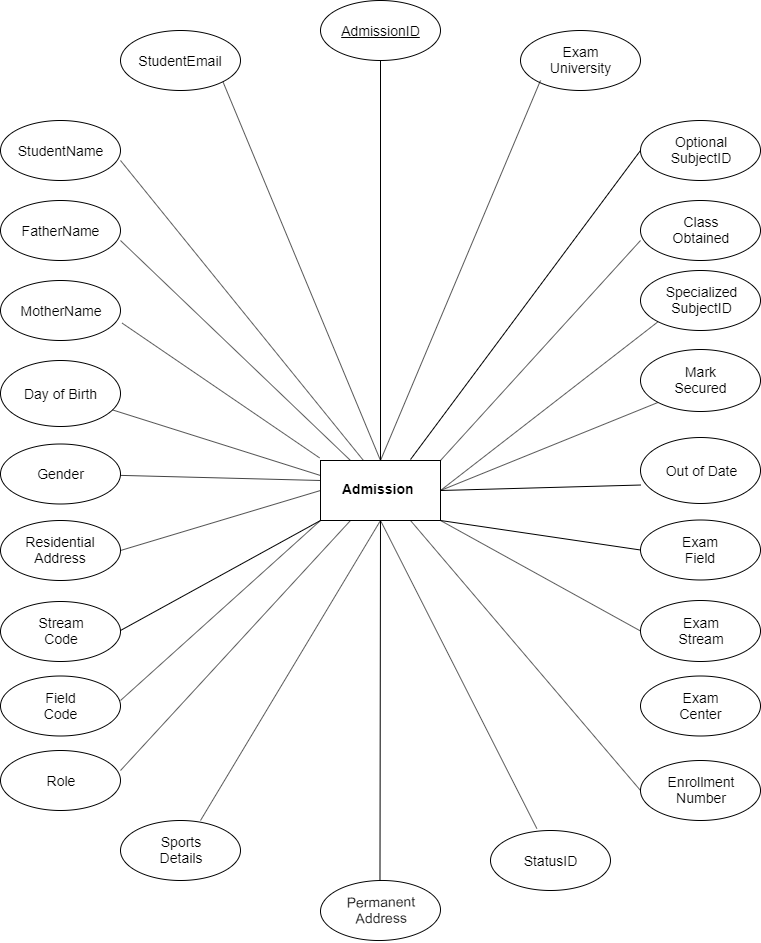 AdmissionID
StudentEmail
Exam
University
StudentName
Optional
SubjectID
FatherName
Class
Obtained
MotherName
Specialized
SubjectID
Day of Birth
Mark
Secured
Gender
Out of Date
Admission
Residential
Address
Exam
Field
Stream
Code
Exam
Stream
Field
Code
Exam
Center
Role
Enrollment
Number
Sports
Details
StatusID
Permanent
Address